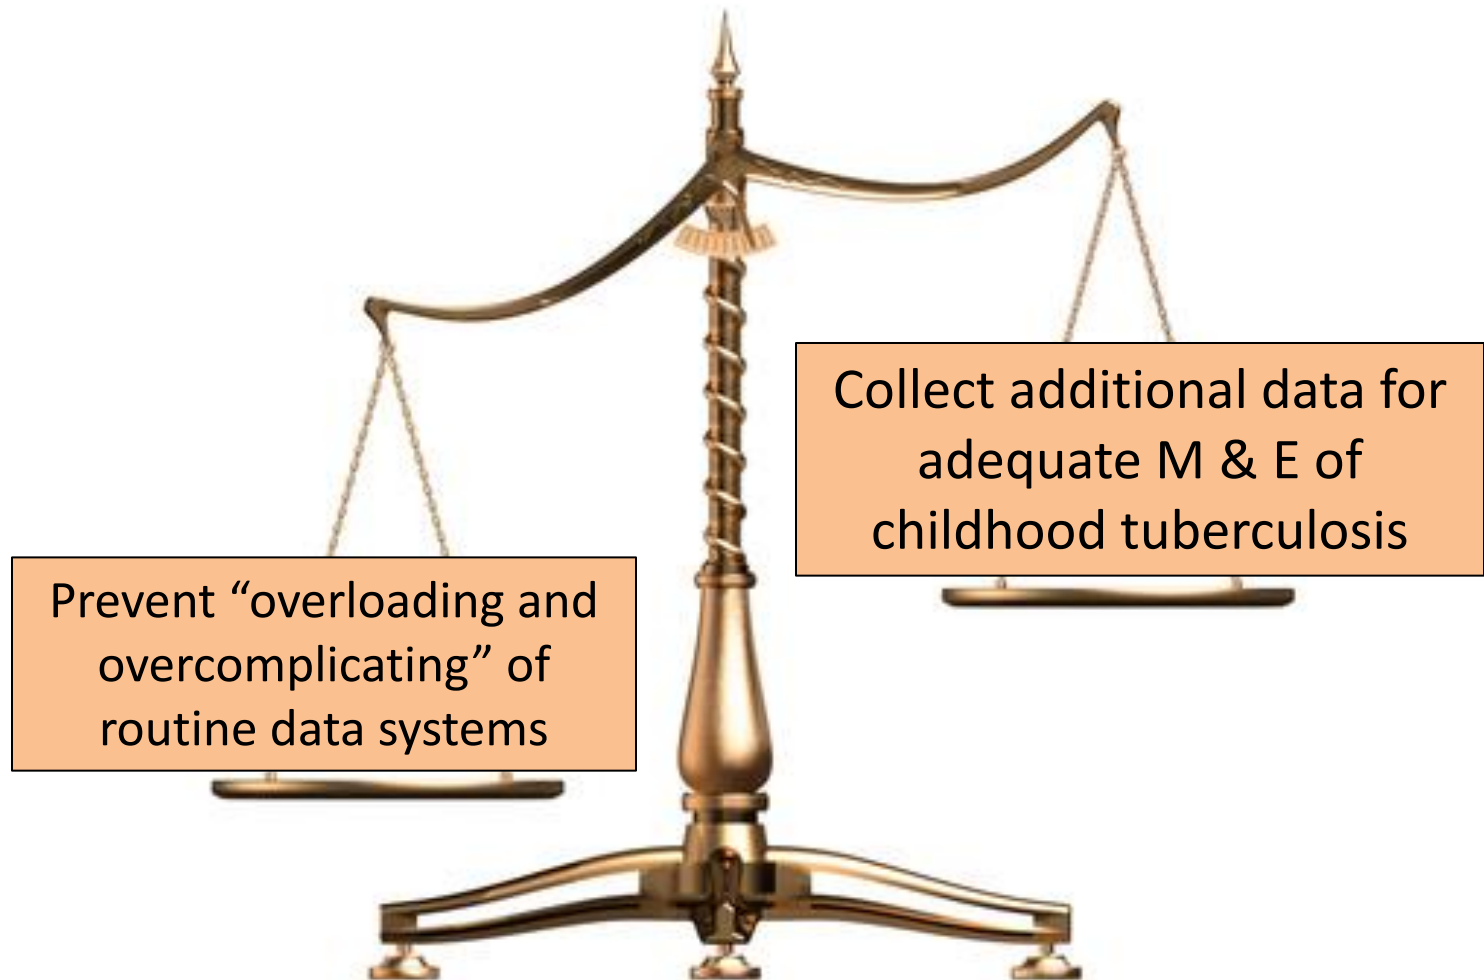 Prevent “overloading and
overcomplicating” of
routine data systems
Collect additional data for
adequate M & E of
childhood tuberculosis